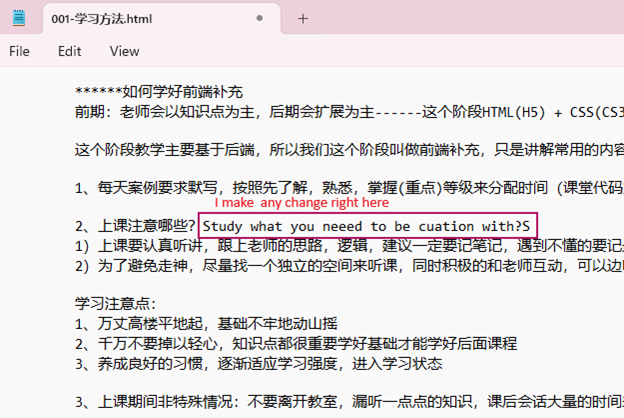 001-学习方法.html
File Edit View
******如何学好前端补充
前期：老师会以知识点为主，后期会扩展为主------这个阶段HTML(H5) + CSS(CS3
这个阶段教学主要基于后端，所以我们这个阶段叫做前端补充，只是讲解常用的内容
1、每天案例要求默写，按照先了解，熟悉，掌握(重点)等级来分配时间（课堂代码
I make any change right here
2、上课注意哪些？Study what you neeed to be cuation with?S
1）上课要认真听讲，跟上老师的思路，逻辑，建议一定要记笔记，遇到不懂的要记
2）为了避免走神，尽量找一个独立的空间来听课，同时积极的和老师互动，可以边
学习注意点：
1、万丈高楼平地起，基础不牢地动山摇
2、千万不要掉以轻心，知识点都很重要学好基础才能学好后面课程
3、养成良好的习惯，逐渐适应学习强度，进入学习状态
3、上课期间非特殊情况：不要离开教室，漏听一点点的知识，课后会话大量的时间